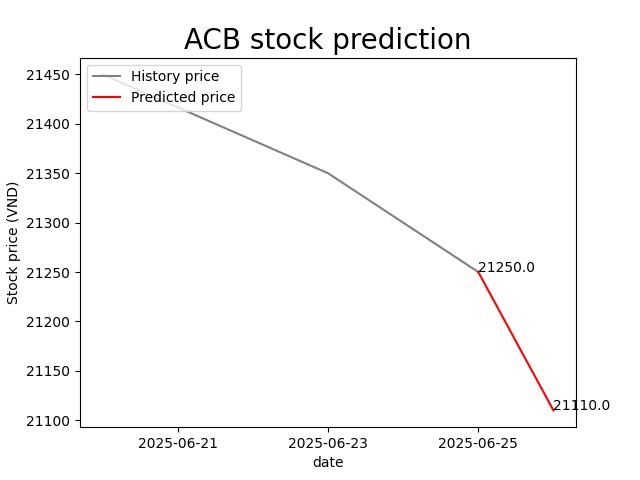 ACB stock prediction
History price
Predicted price
21450
21400
21350
21300
21250
21200
21150
21100
Stock price (VND)
21250.0
21110.0
2025-06-21
2025-06-23
2025-06-25
date